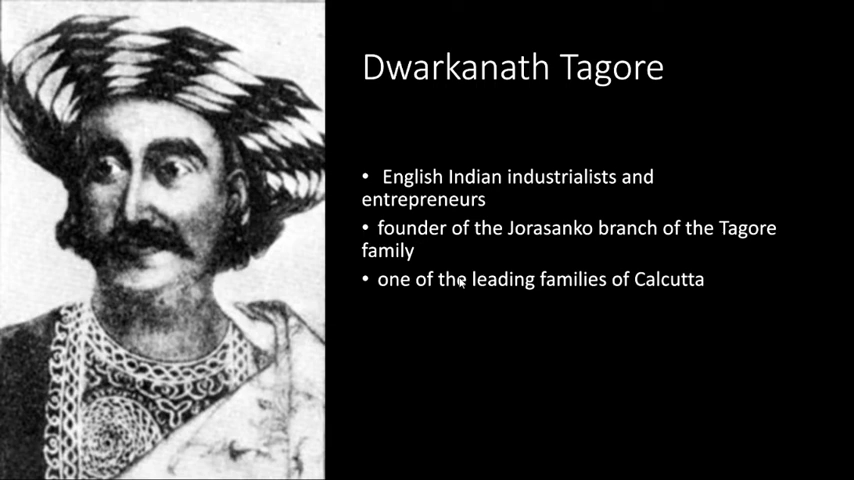 Dwarkanath Tagore
• English Indian industrialists and
entrepreneurs
• founder of the Jorasanko branch of the Tagore
family
• one of the leading families of Calcutta